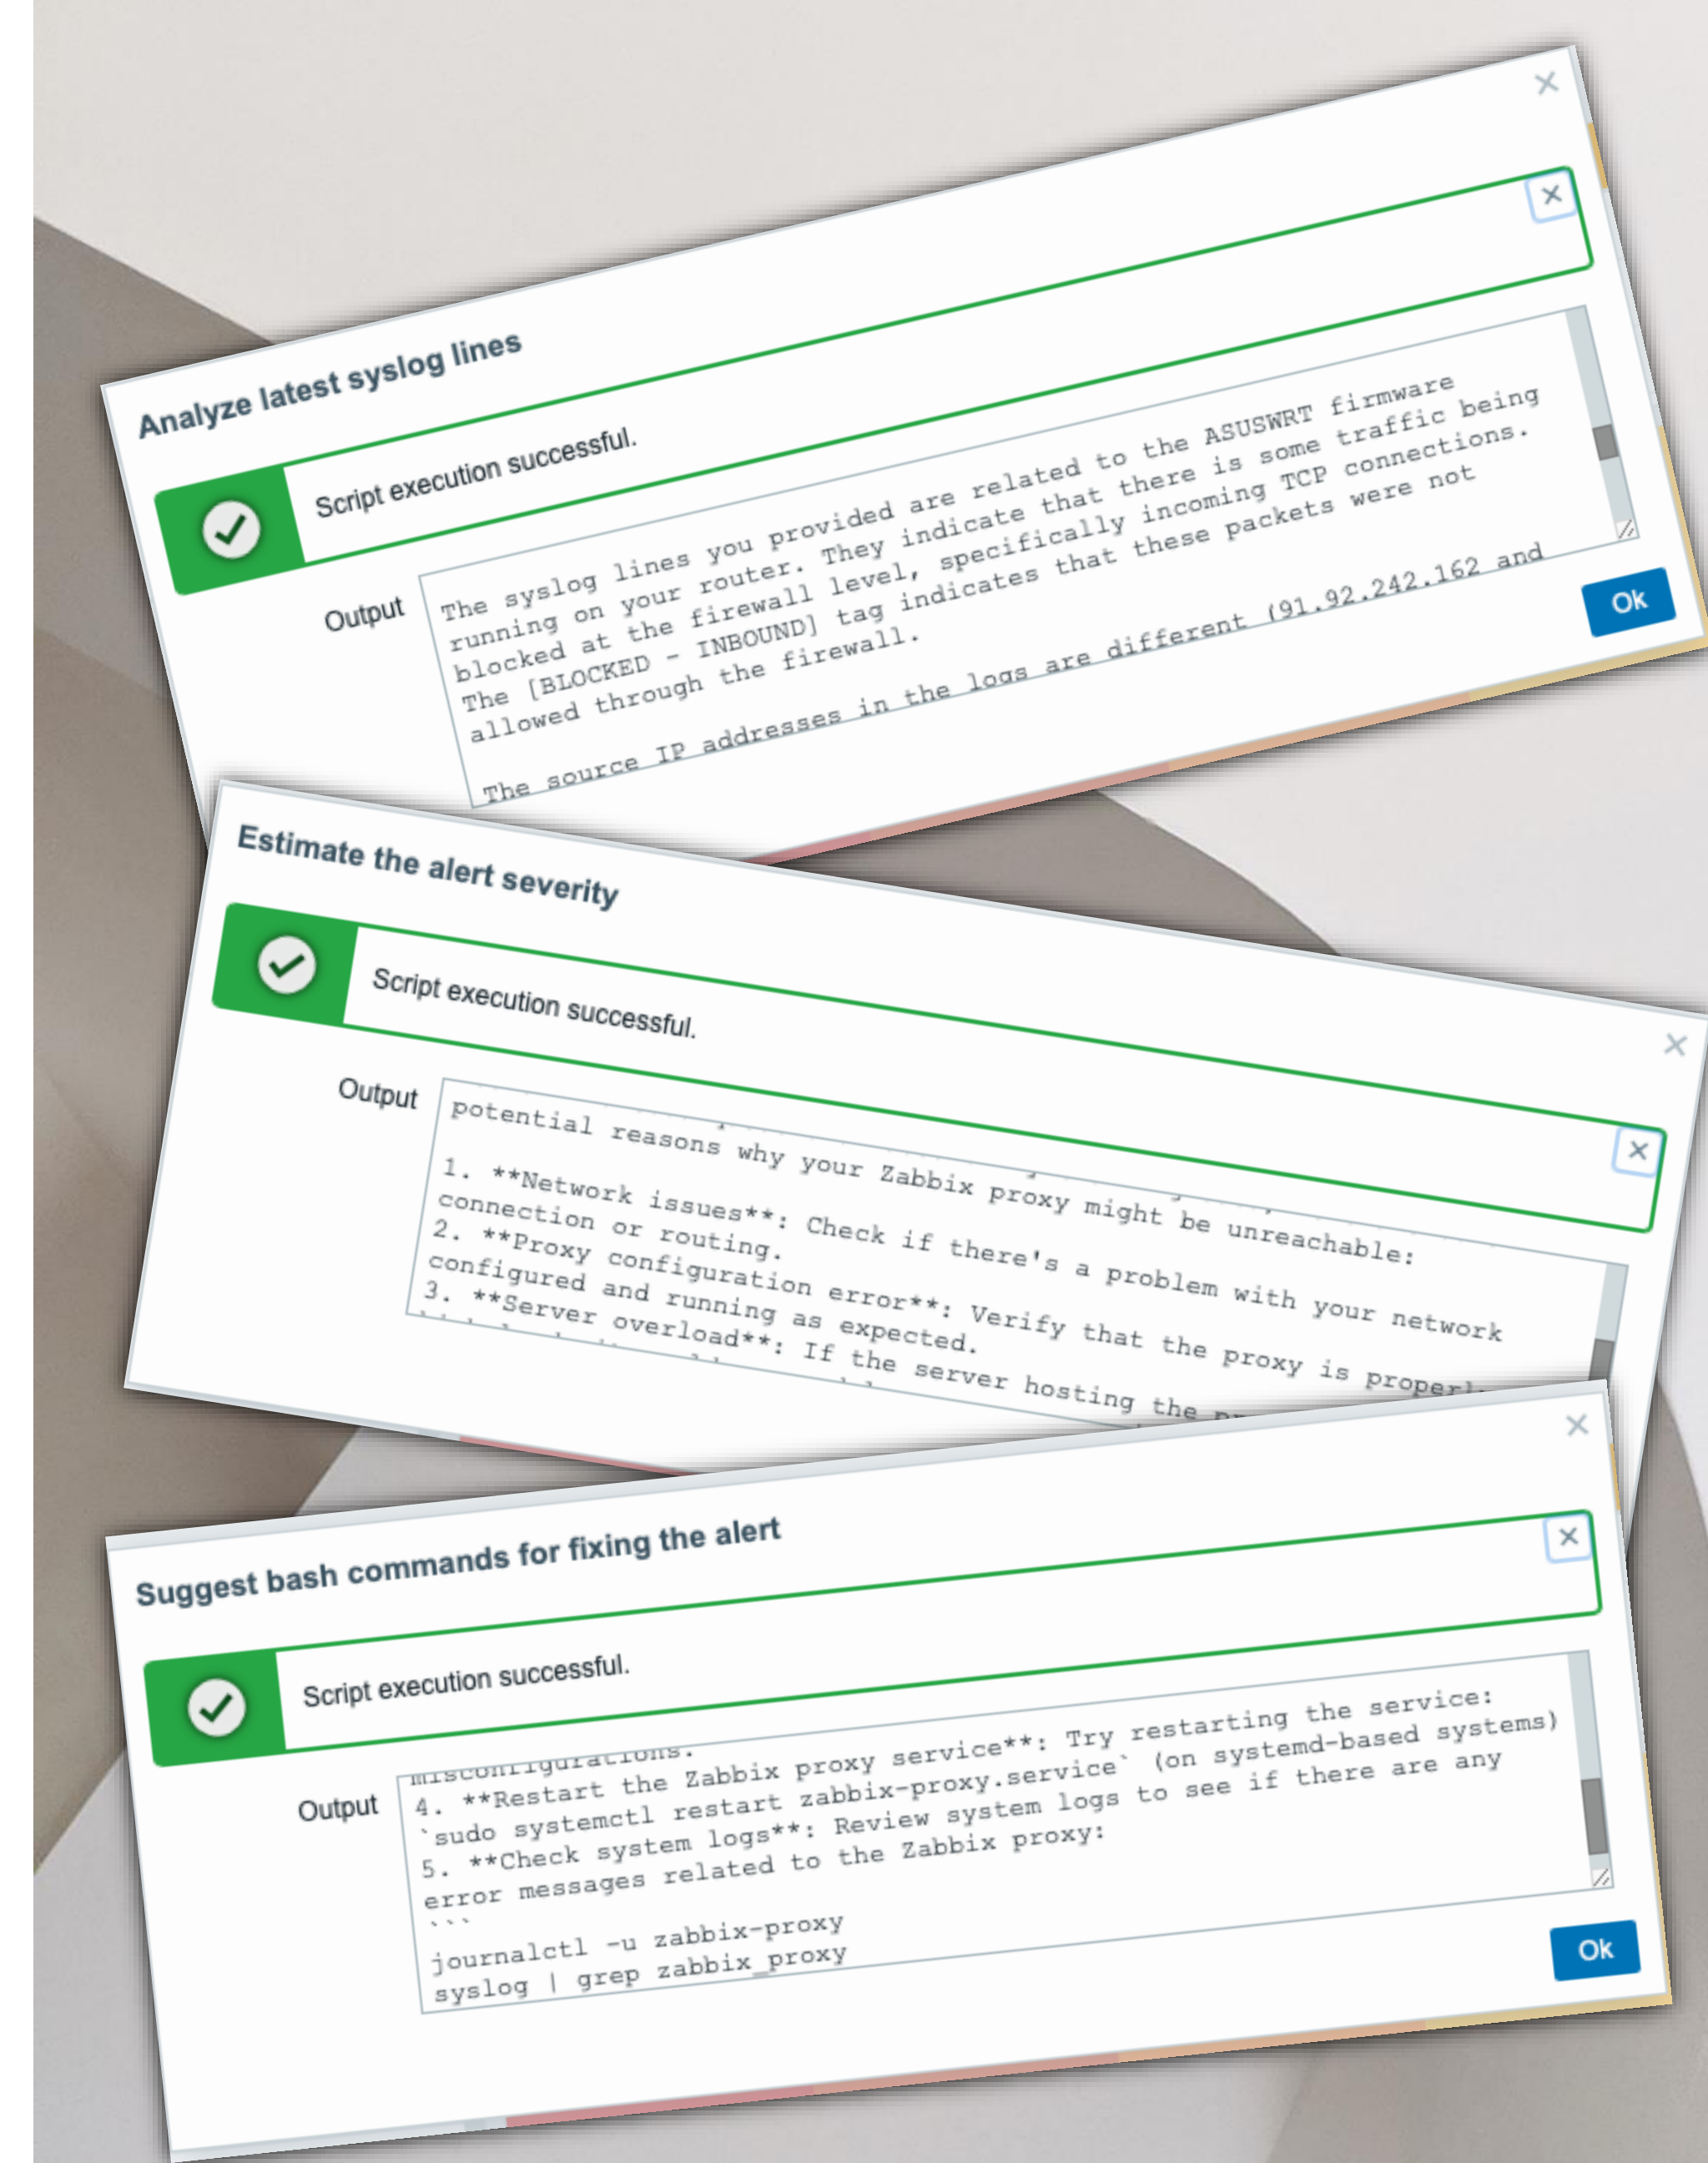 Analyze latest syslog lines
Script execution successful.
Output
The syslog lines you provided are related to the ASUSWRT firmware
running on your router. They indicate that there is some traffic being
blocked at the firewall level, specifically incoming TCP connections.
The [BLOCKED - INBOUND] tag indicates that these packets were not
allowed through the firewall.
The source IP addresses in the logs are different (91.92.242.162 and
Ok
Estimate the alert severity
Script execution successful.
Output
potential reasons why your Zabbix proxy might be unreachable:
1. **Network issues**: Check if there's a problem with your network
connection or routing.
2. **Proxy configuration error**: Verify that the proxy is properly
configured and running as expected.
3. **Server overload**: If the server hosting the
Suggest bash commands for fixing the alert
Script execution successful.
Output
misconfigurations.
4. **Restart the Zabbix proxy service**: Try restarting the service:
`sudo systemctl restart zabbix-proxy.service` (on systemd-based systems)
5. **Check system logs**: Review system logs to see if there are any
error messages related to the Zabbix proxy:
```
journalctl -u zabbix-proxy
syslog | grep zabbix_proxy
Ok